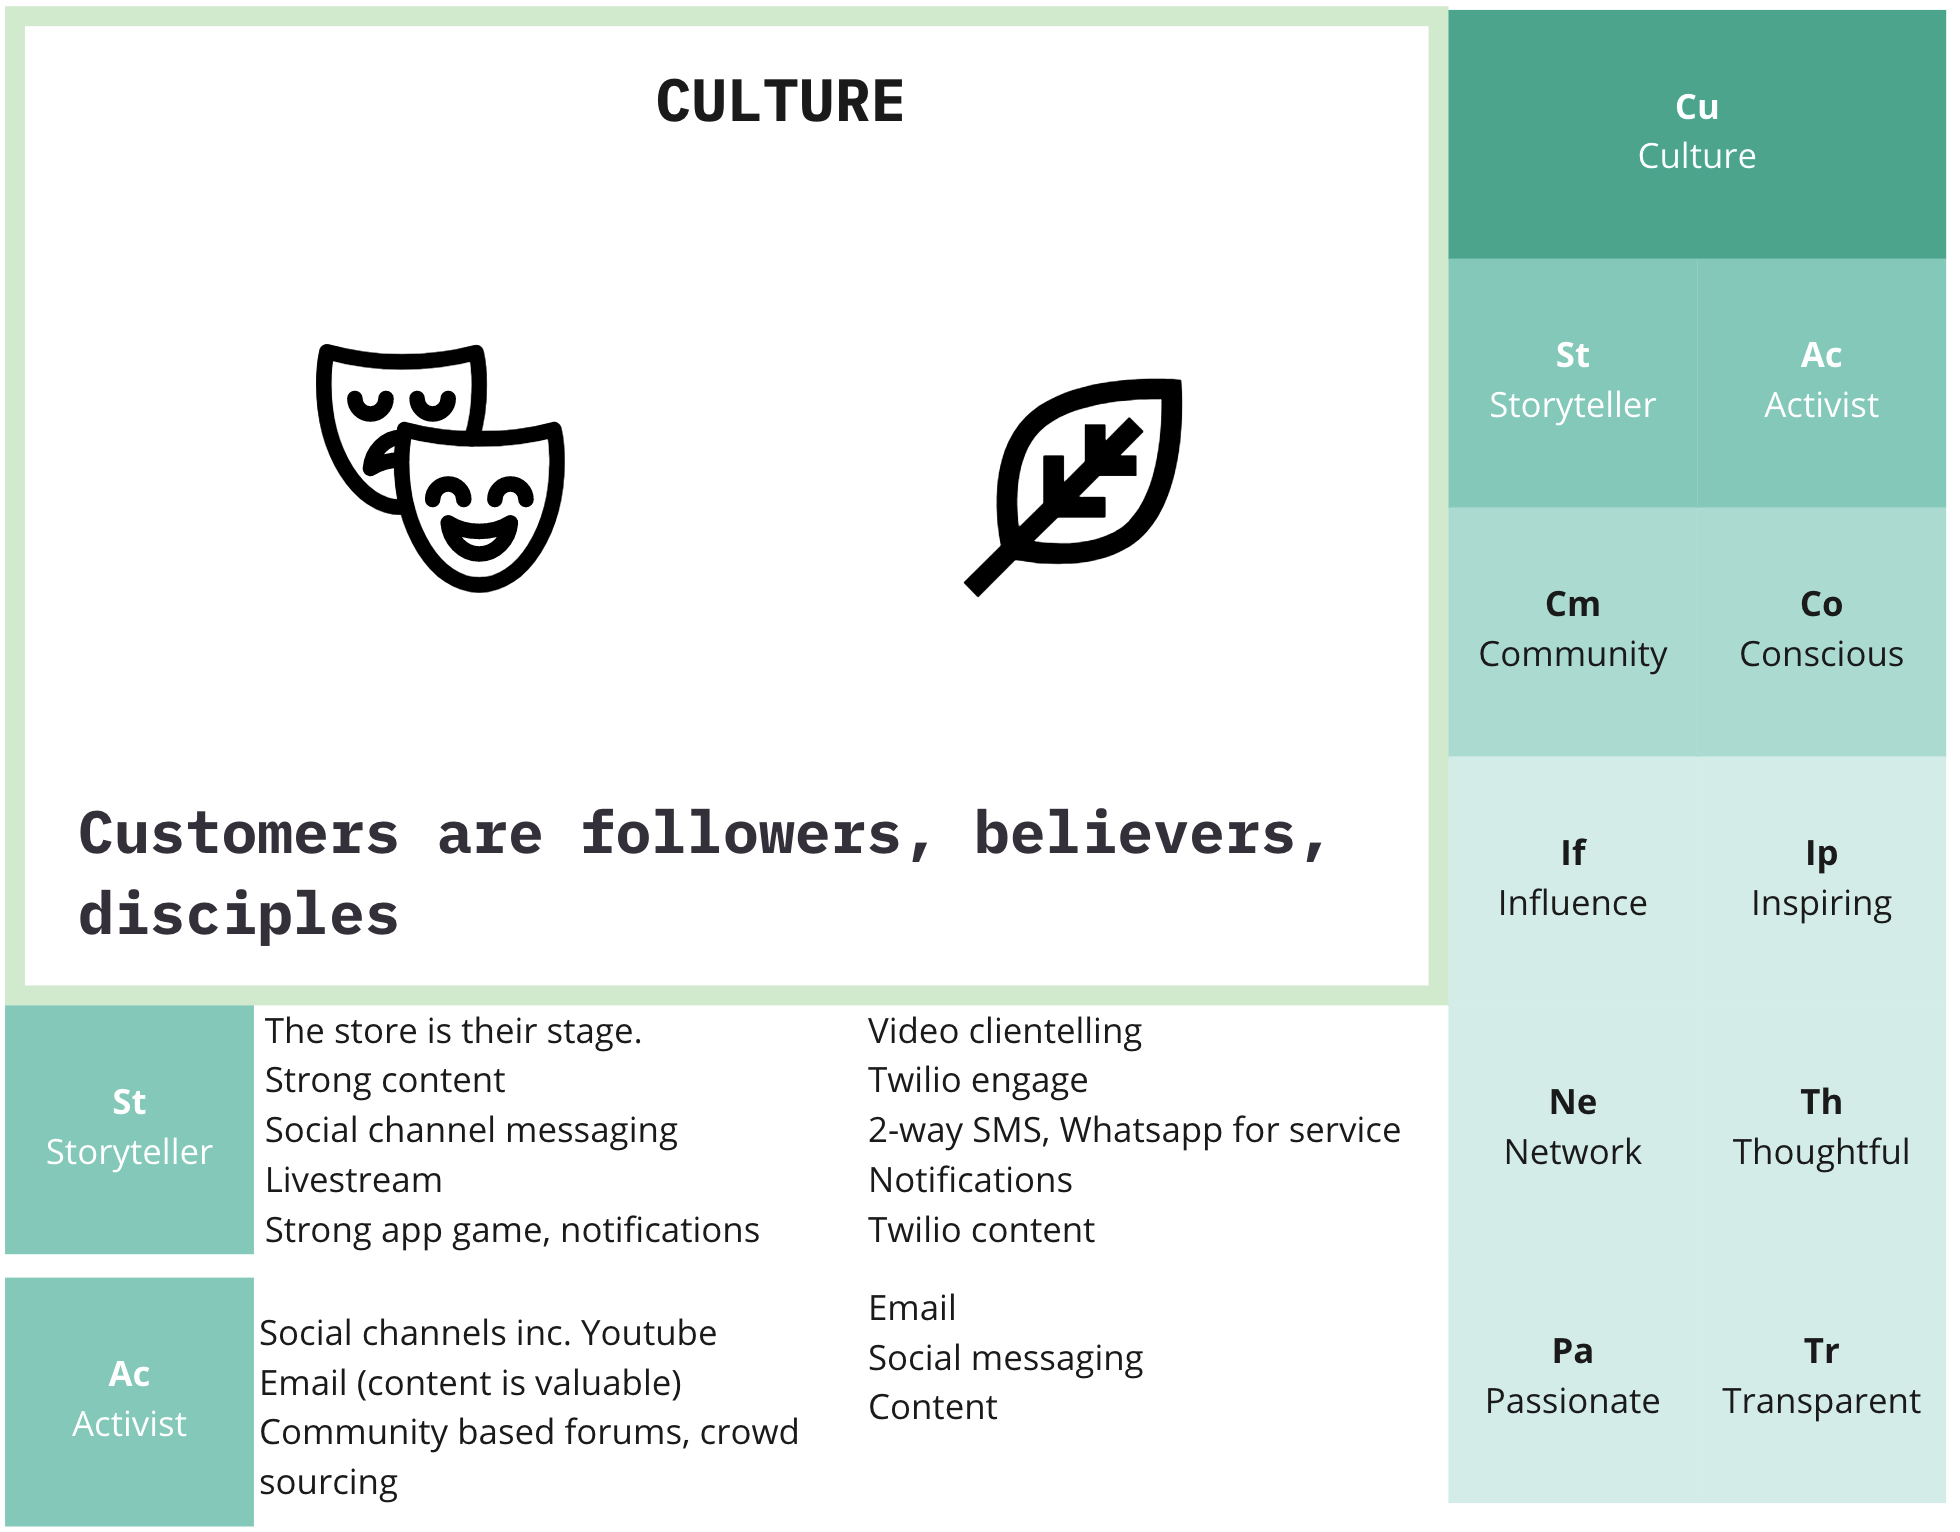 CULTURE
Customers are followers, believers,
disciples
Cu
Culture
St
Storyteller
Ac
Activist
Cm
Community
Co
Conscious
If
Influence
Ip
Inspiring
Ne
Network
Th
Thoughtful
Pa
Passionate
Tr
Transparent
St
Storyteller
The store is their stage.
Strong content
Social channel messaging
Livestream
Strong app game, notifications
Video clientelling
Twilio engage
2-way SMS, Whatsapp for service
Notifications
Twilio content
Ac
Activist
Social channels inc. Youtube
Email (content is valuable)
Community based forums, crowd
sourcing
Email
Social messaging
Content